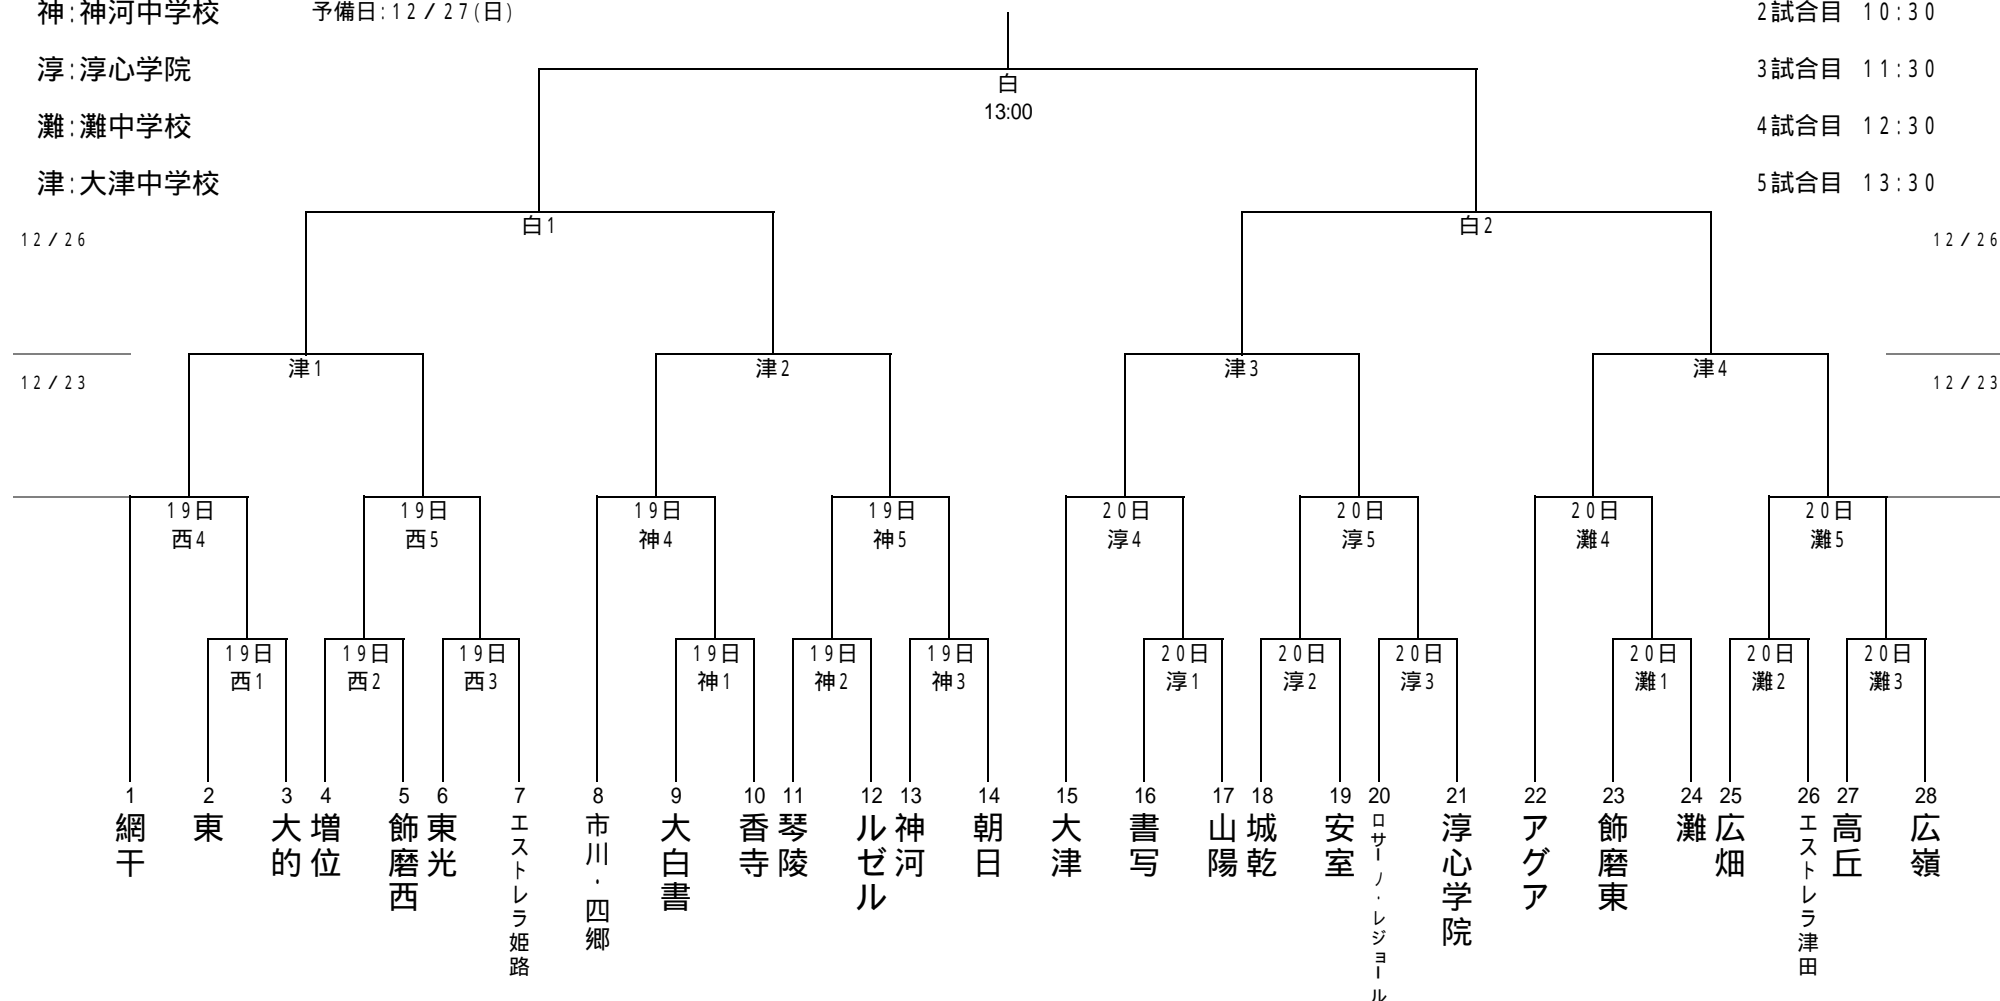 神:神河中学校 予備日:12/27(日) 2試合目 10:30
淳:淳心学院 3試合目 11:30
白
13:00
灘:灘中学校 4試合目 12:30
津:大津中学校 5試合目 13:30
白1 白2
12/26 12/26
津1 津2 津3 津4
12/23 12/23
19日 19日 19日 19日 20日 20日 20日 20日
西4 西5 神4 神5 淳4 淳5 灘4 灘5
19日 19日 19日 19日 19日 19日 20日 20日 20日 20日 20日 20日
西1 西2 西3 神1 神2 神3 淳1 淳2 淳3 灘1 灘2 灘3
1 2 3 4 5 6 7 8 9 10 11 12 13 14 15 16 17 18 19 20 21 22 23 24 25 26 27 28
網干
東
大的
増位
飾磨西
東光
エストレラ姫路
市川・四郷
大白書
香寺
琴陵
ルゼル
神河
朝日
大津
書写
山陽
城乾
安室
ロサーノ・レジョール
淳心学院
アグア
飾磨東
灘
広畑
エストレラ津田
高丘
広嶺